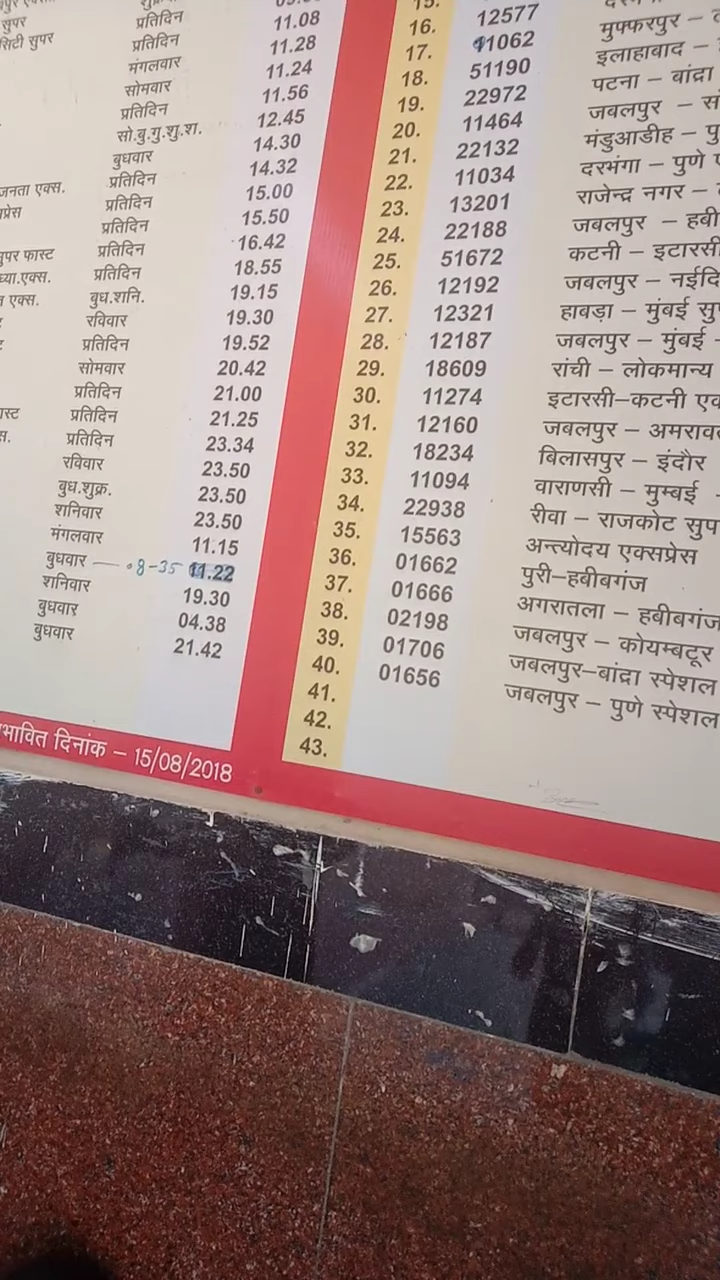 सुपर प्रतिदिन
सिटी सुपर प्रतिदिन 11.08
मंगलवार 11.28
सोमवार 11.24
प्रतिदिन 11.56
सो.बु.गु.शु.श. 12.45
बुधवार 14.30
जनता एक्स. प्रतिदिन 14.32
प्रतिदिन 15.00
प्रतिदिन 15.50
सुपर फास्ट प्रतिदिन 16.42
एक्स. प्रतिदिन 18.55
एक्स. बुध.शनि. 19.15
रविवार 19.30
प्रतिदिन 19.52
सोमवार 20.42
प्रतिदिन 21.00
प्रतिदिन 21.25
प्रतिदिन 23.34
रविवार 23.50
बुध.शुक्र. 23.50
शनिवार 23.50
मंगलवार 11.15
बुधवार — 08-35 11.22
शनिवार 19.30
बुधवार 04.38
बुधवार 21.42
दिनांक – 15/08/2018
15.
16. 12577
17. 11062 मुफ्फरपुर –
18. 51190 इलाहाबाद –
19. 22972 पटना – बांद्रा
20. 11464 जबलपुर –
21. 22132 मंडुआडीह –
22. 11034 दरभंगा – पुणे
23. 13201 राजेन्द्र नगर –
24. 22188 जबलपुर – हबी
25. 51672 कटनी – इटारसी
26. 12192 जबलपुर – नईदि
27. 12321 हावड़ा – मुंबई सु
28. 12187 जबलपुर – मुंबई –
29. 18609 रांची – लोकमान्य
30. 11274 इटारसी–कटनी एक
31. 12160 जबलपुर – अमराव
32. 18234 बिलासपुर – इंदौर
33. 11094 वाराणसी – मुम्बई –
34. 22938 रीवा – राजकोट सुप
35. 15563 अन्त्योदय एक्सप्रेस
36. 01662 पुरी–हबीबगंज
37. 01666 अगरातला – हबीबगंज
38. 02198 जबलपुर – कोयम्बटूर
39. 01706 जबलपुर–बांद्रा स्पेशल
40. 01656 जबलपुर – पुणे स्पेशल
41.
42.
43.